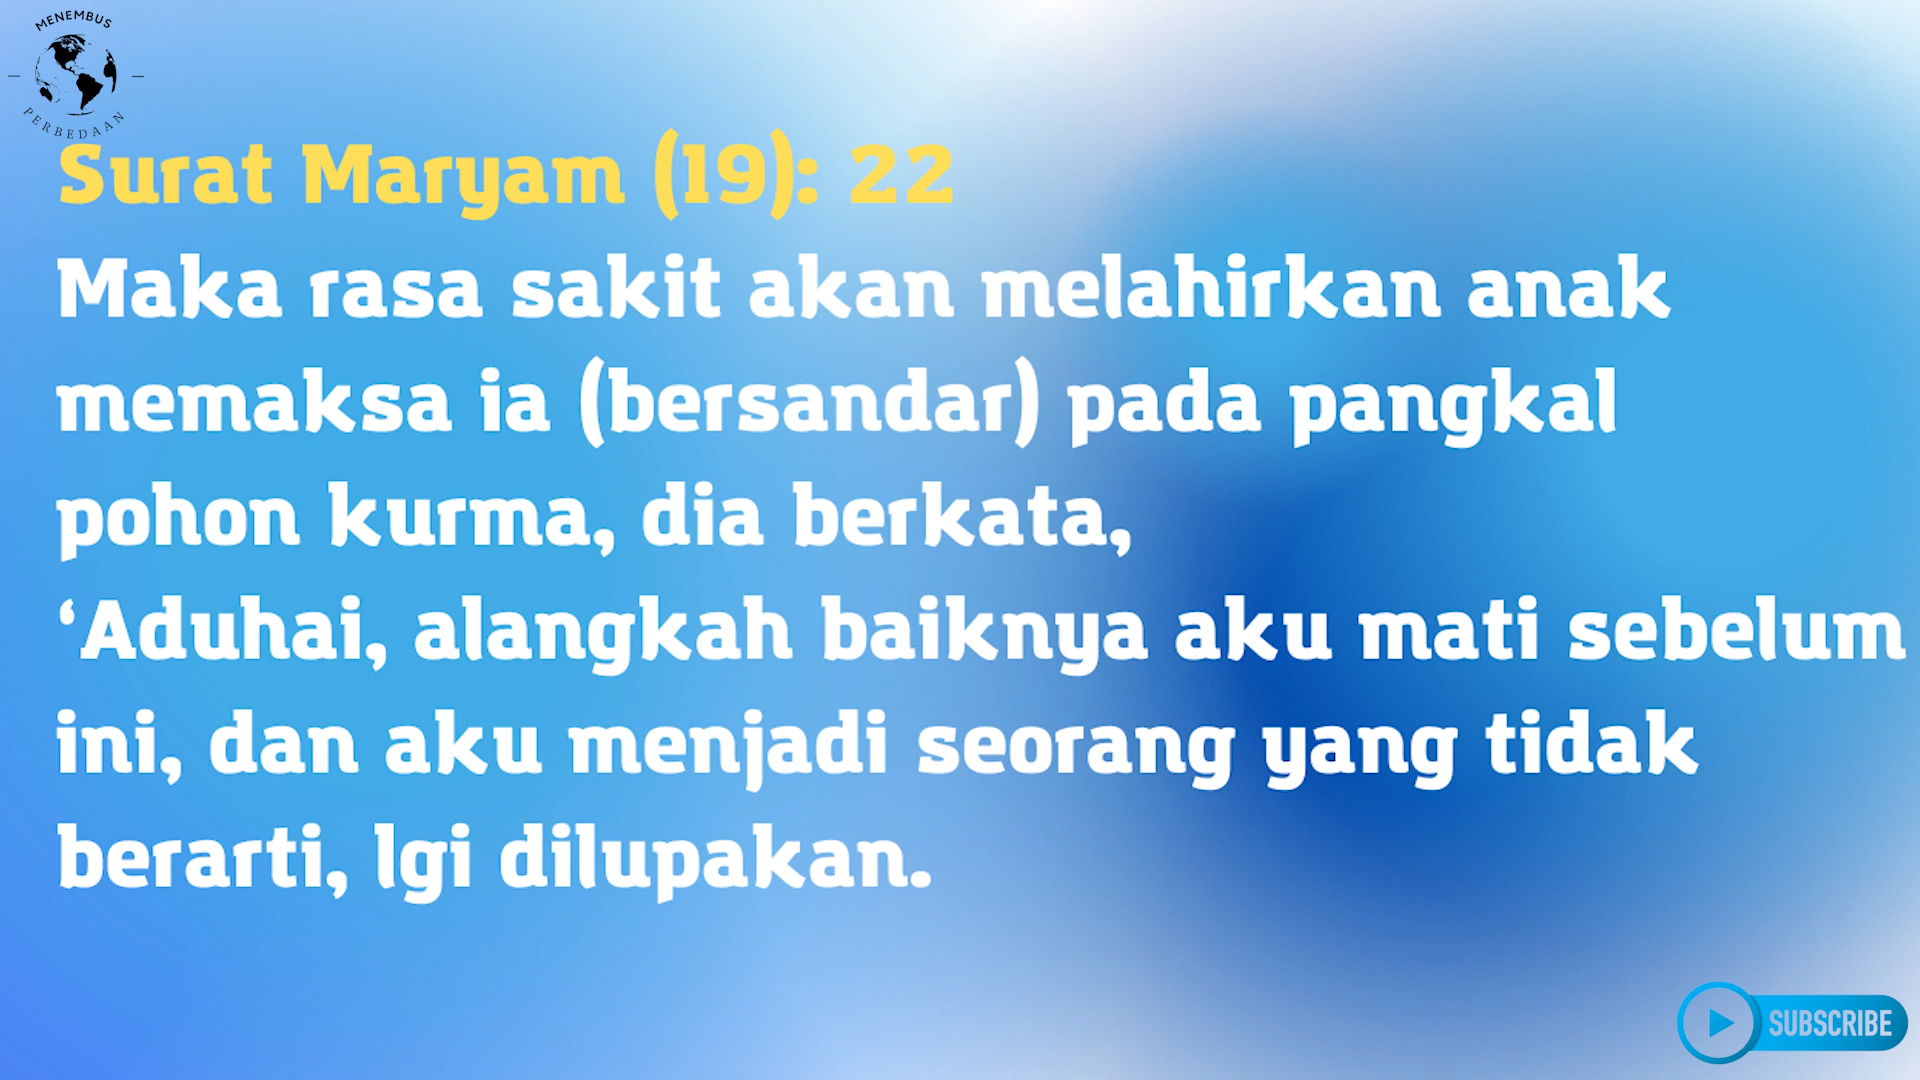 MENEMBUS
PERBEDAAN
Surat Maryam (19): 22
Maka rasa sakit akan melahirkan anak
memaksa ia (bersandar) pada pangkal
pohon kurma, dia berkata,
‘Aduhai, alangkah baiknya aku mati sebelum
ini, dan aku menjadi seorang yang tidak
berarti, lgi dilupakan.
SUBSCRIBE